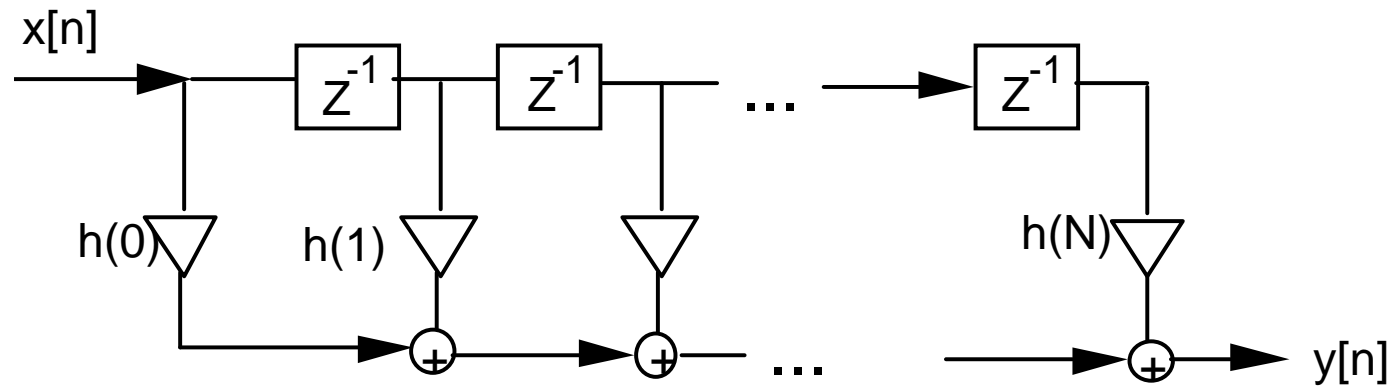 x[n]
Z^-1
Z^-1
...
Z^-1
h(0)
h(1)
h(N)
+
+
...
+
y[n]